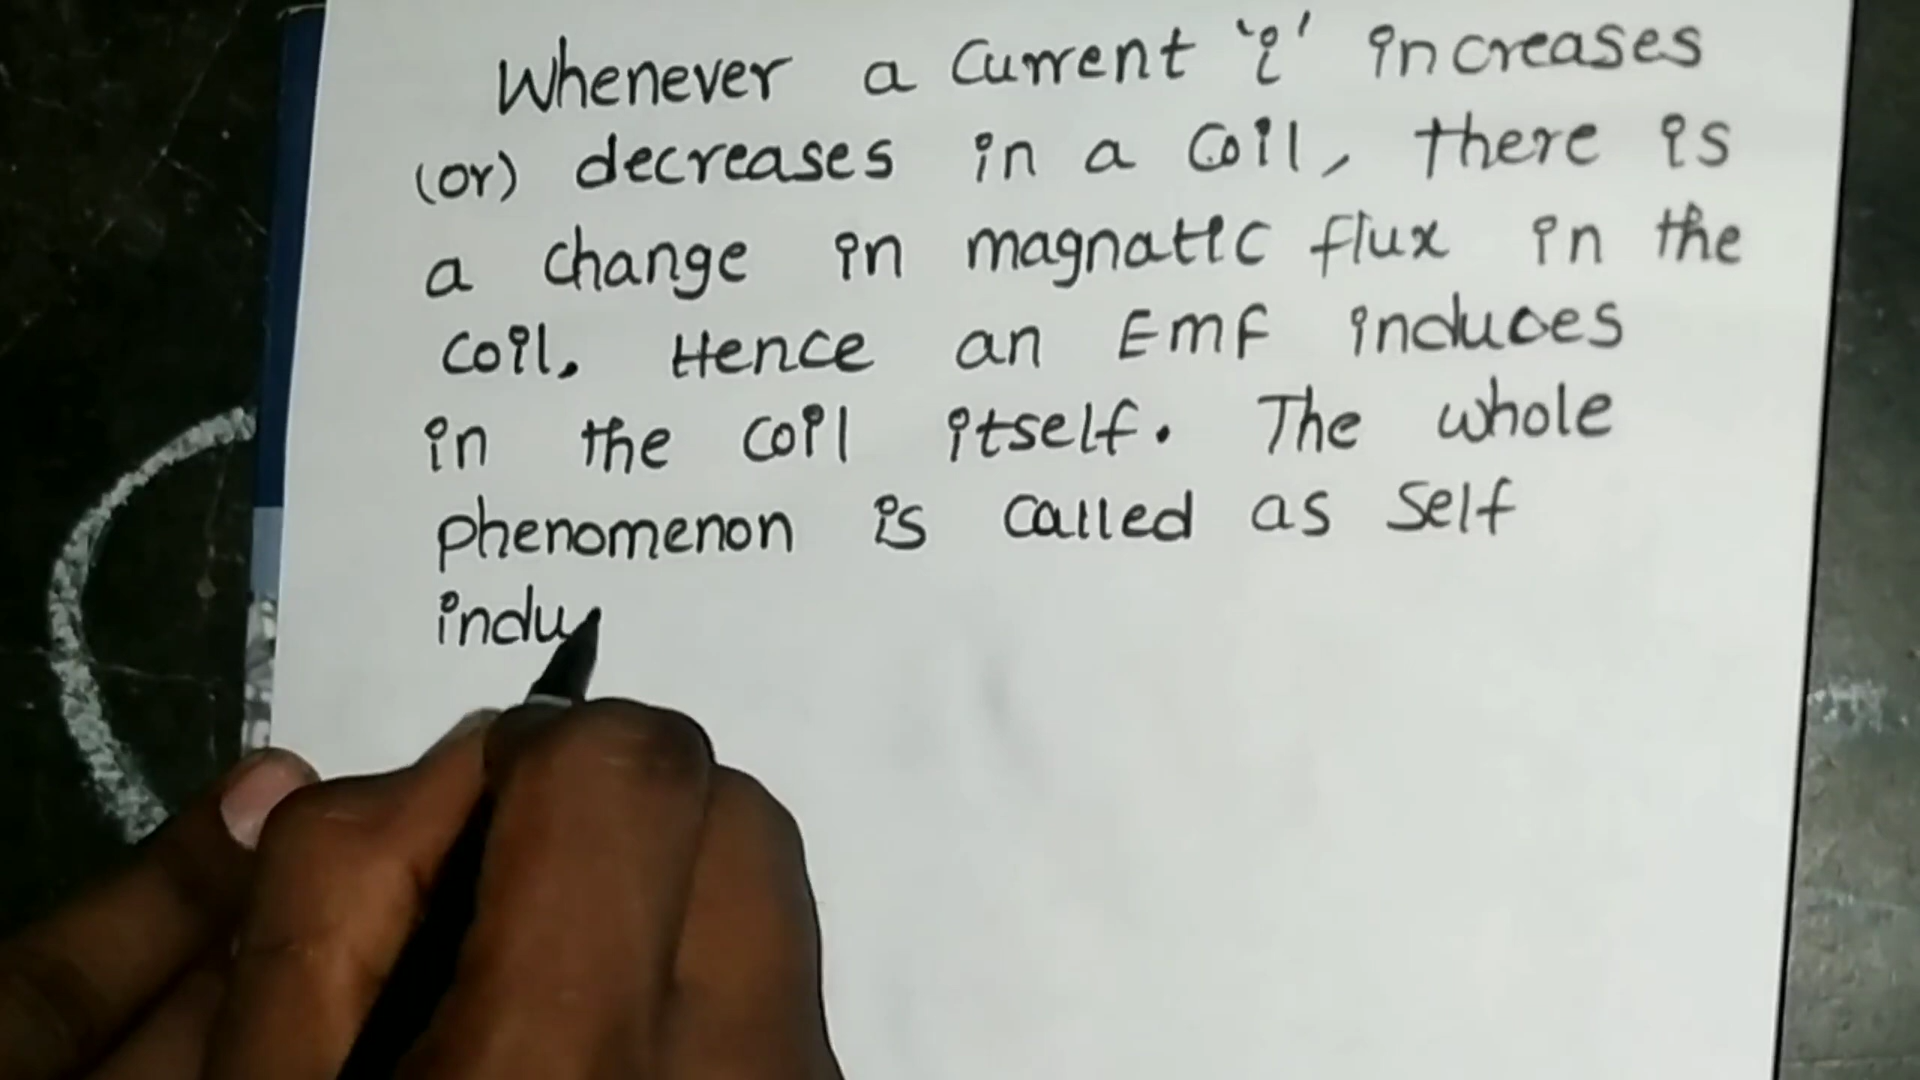 Whenever a current 'i' increases
(or) decreases in a coil, there is
a change in magnatic flux in the
coil. Hence an EMF induces
in the coil itself. The whole
phenomenon is called as self
indu